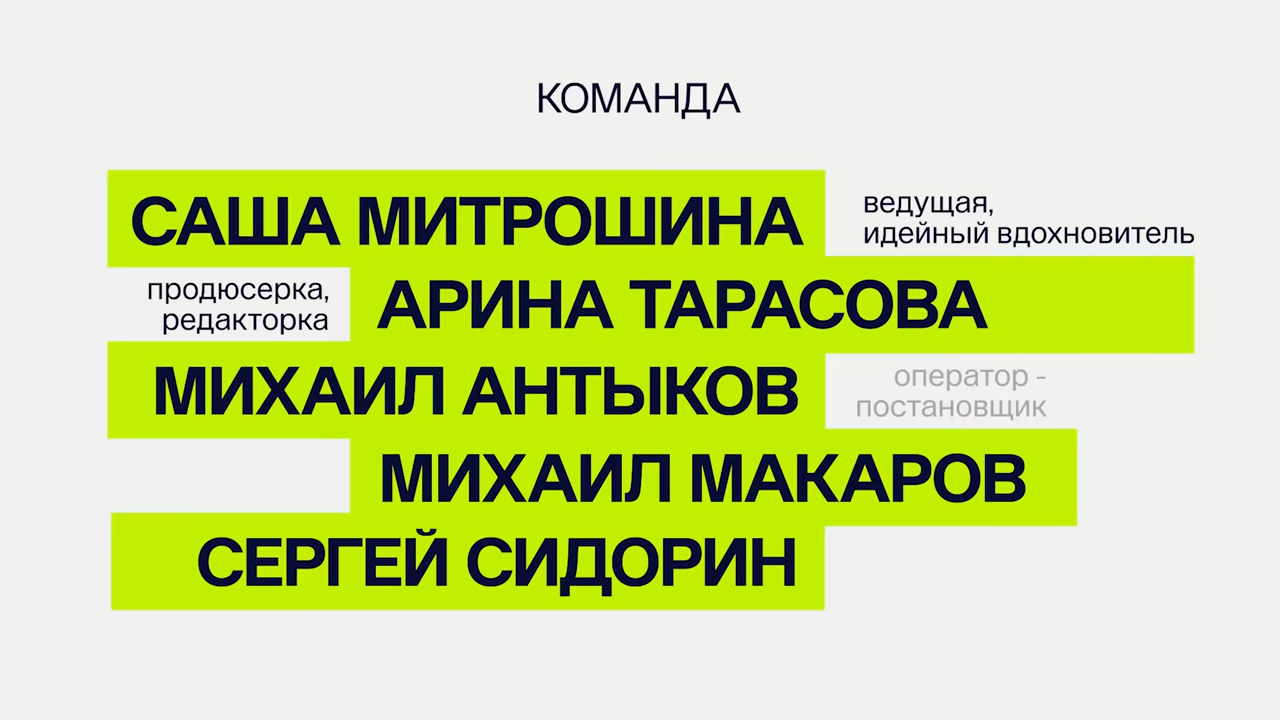 КОМАНДА
САША МИТРОШИНА
ведущая,
идейный вдохновитель
продюсерка,
редакторка
АРИНА ТАРАСОВА
МИХАИЛ АНТЫКОВ
оператор -
постановщик
МИХАИЛ МАКАРОВ
СЕРГЕЙ СИДОРИН